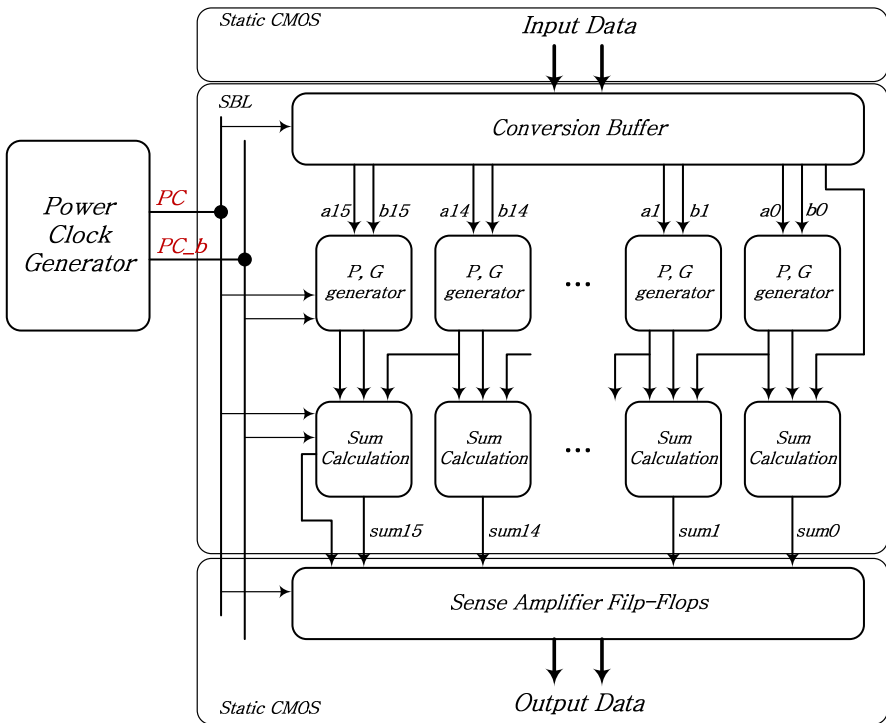 Static CMOS
Input Data
SBL
Conversion Buffer
Power
Clock
Generator
PC
PC_b
a15 b15 a14 b14 a1 b1 a0 b0
P, G
generator
P, G
generator
...
P, G
generator
P, G
generator
Sum
Calculation
Sum
Calculation
...
Sum
Calculation
Sum
Calculation
sum15 sum14 sum1 sum0
Sense Amplifier Filp-Flops
Static CMOS
Output Data